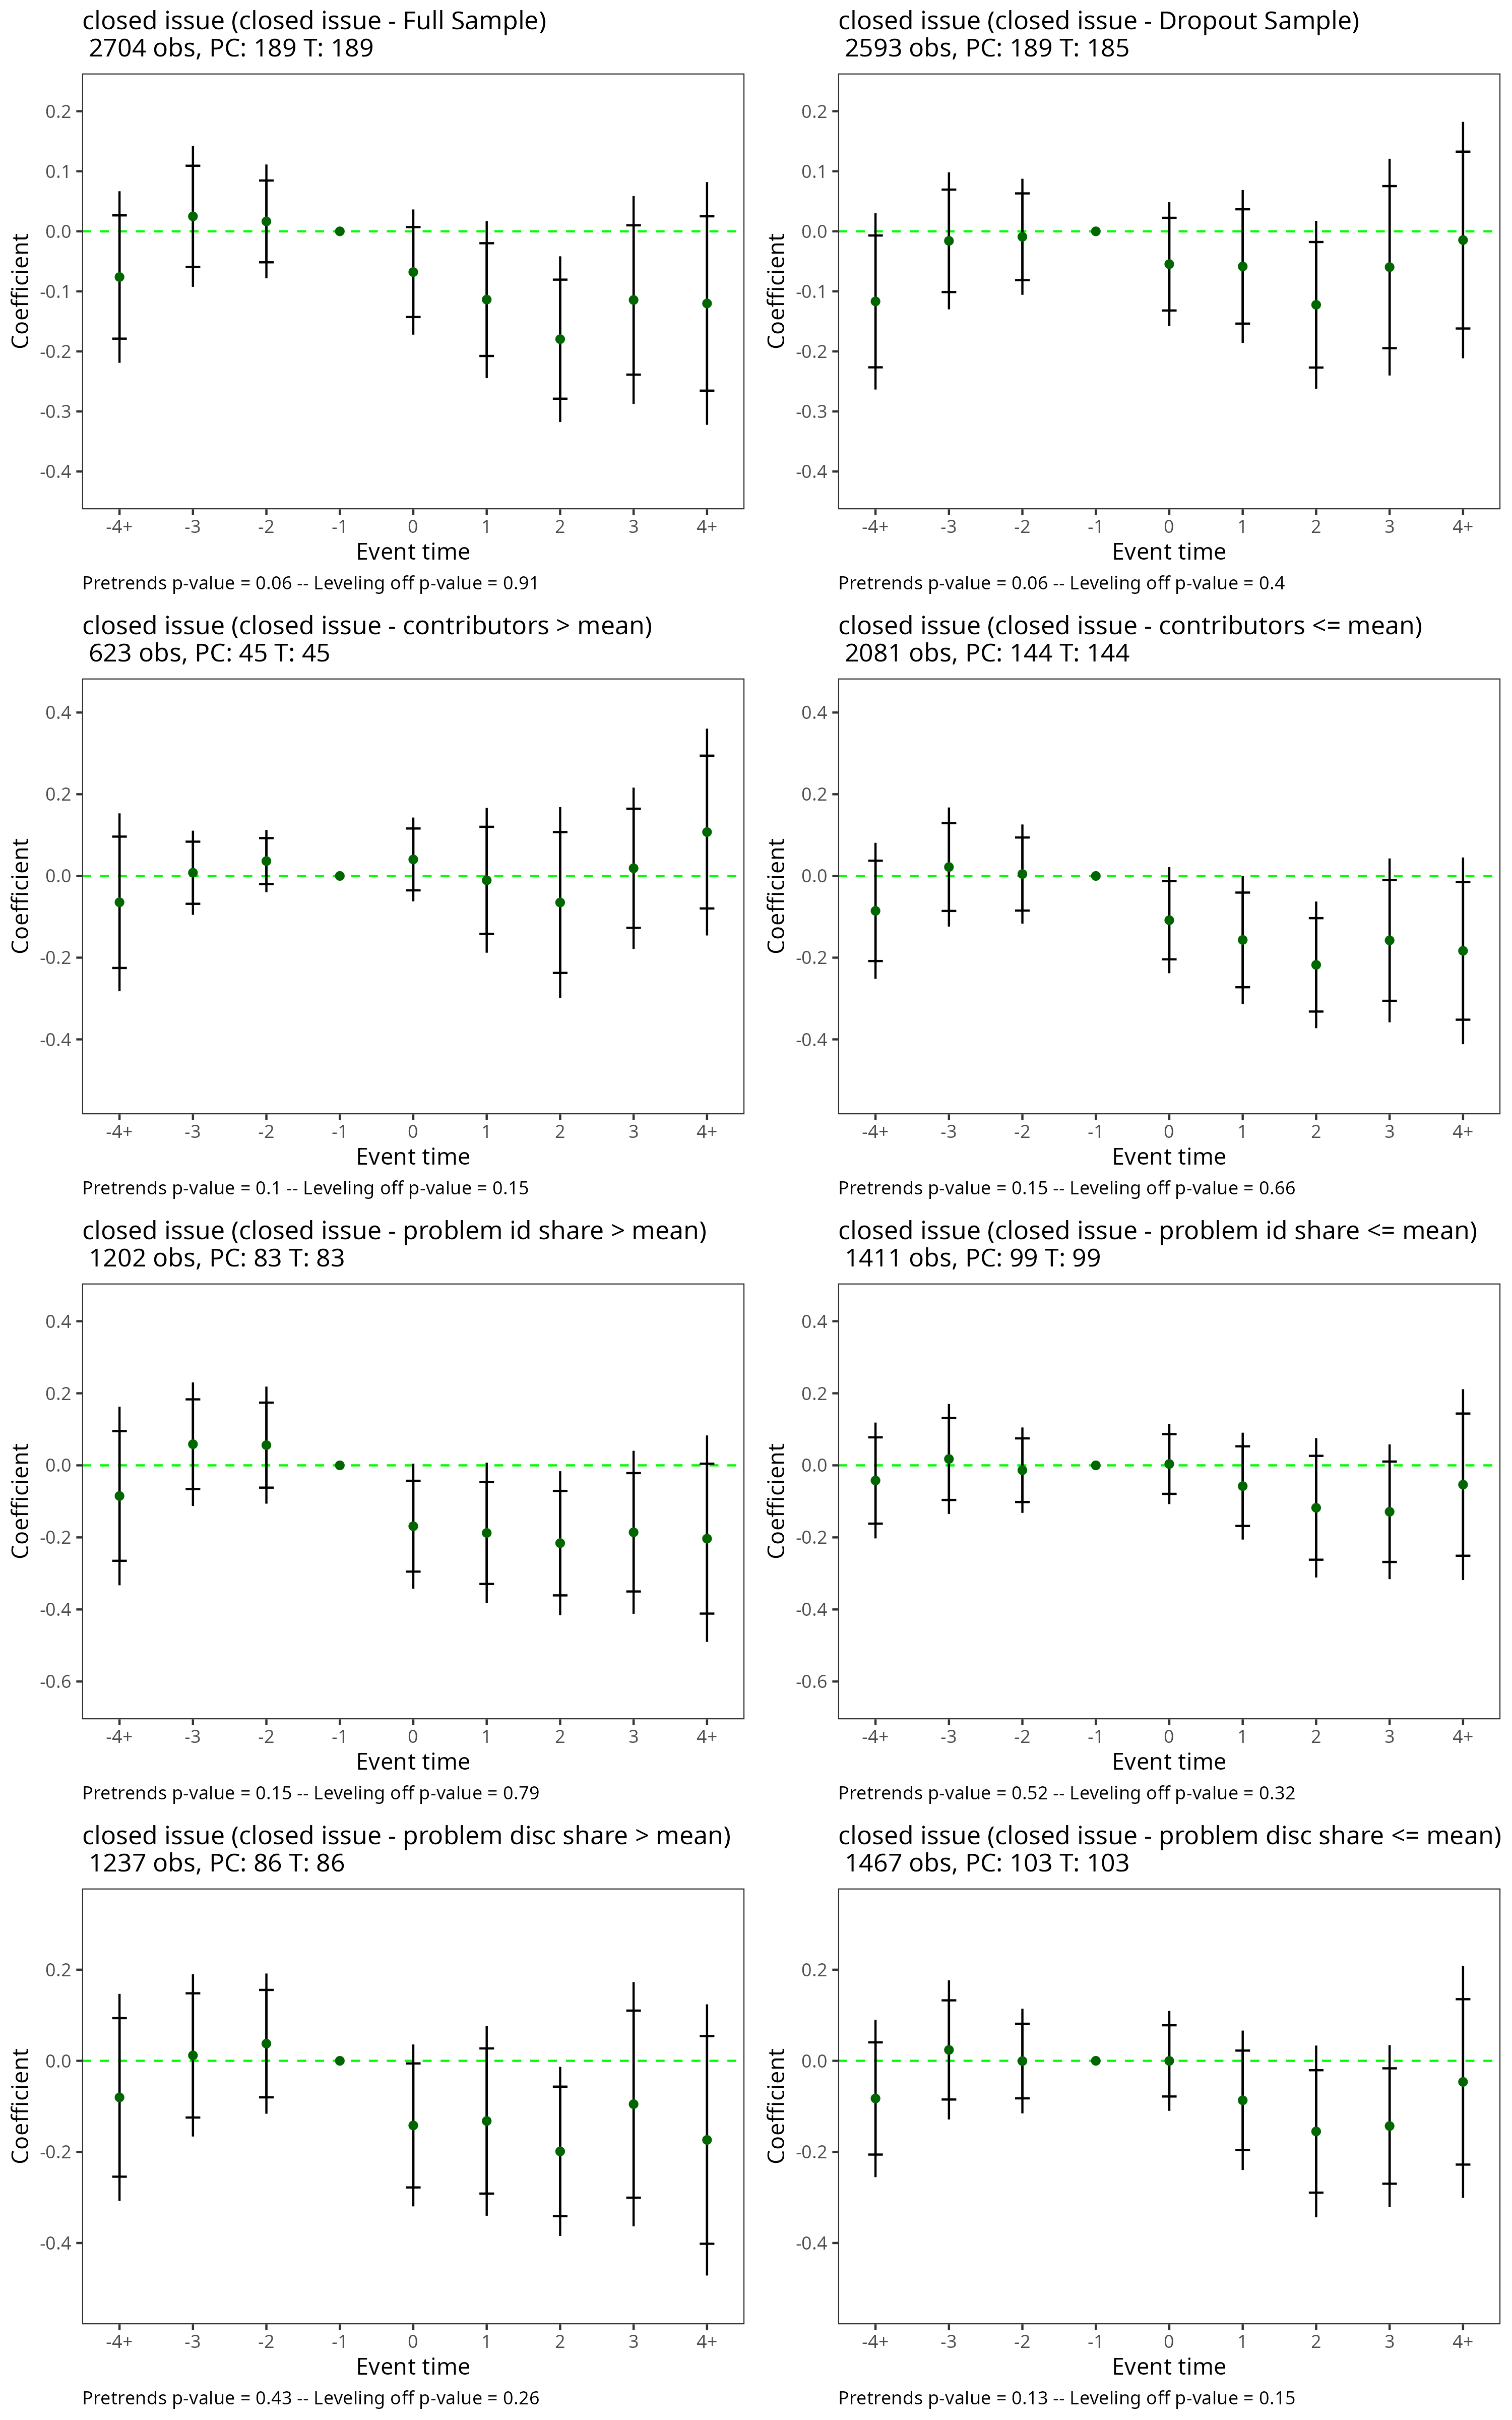 closed issue (closed issue - Full Sample)
2704 obs, PC: 189 T: 189
0.2
0.1
0.0
-0.1
-0.2
-0.3
-0.4
Coefficient
-4+ -3 -2 -1 0 1 2 3 4+
Event time
Pretrends p-value = 0.06 -- Leveling off p-value = 0.91
closed issue (closed issue - Dropout Sample)
2593 obs, PC: 189 T: 185
0.2
0.1
0.0
-0.1
-0.2
-0.3
-0.4
Coefficient
-4+ -3 -2 -1 0 1 2 3 4+
Event time
Pretrends p-value = 0.06 -- Leveling off p-value = 0.4
closed issue (closed issue - contributors > mean)
623 obs, PC: 45 T: 45
0.4
0.2
0.0
-0.2
-0.4
Coefficient
-4+ -3 -2 -1 0 1 2 3 4+
Event time
Pretrends p-value = 0.1 -- Leveling off p-value = 0.15
closed issue (closed issue - contributors <= mean)
2081 obs, PC: 144 T: 144
0.4
0.2
0.0
-0.2
-0.4
Coefficient
-4+ -3 -2 -1 0 1 2 3 4+
Event time
Pretrends p-value = 0.15 -- Leveling off p-value = 0.66
closed issue (closed issue - problem id share > mean)
1202 obs, PC: 83 T: 83
0.4
0.2
0.0
-0.2
-0.4
-0.6
Coefficient
-4+ -3 -2 -1 0 1 2 3 4+
Event time
Pretrends p-value = 0.15 -- Leveling off p-value = 0.79
closed issue (closed issue - problem id share <= mean)
1411 obs, PC: 99 T: 99
0.4
0.2
0.0
-0.2
-0.4
-0.6
Coefficient
-4+ -3 -2 -1 0 1 2 3 4+
Event time
Pretrends p-value = 0.52 -- Leveling off p-value = 0.32
closed issue (closed issue - problem disc share > mean)
1237 obs, PC: 86 T: 86
0.2
0.0
-0.2
-0.4
Coefficient
-4+ -3 -2 -1 0 1 2 3 4+
Event time
Pretrends p-value = 0.43 -- Leveling off p-value = 0.26
closed issue (closed issue - problem disc share <= mean)
1467 obs, PC: 103 T: 103
0.2
0.0
-0.2
-0.4
Coefficient
-4+ -3 -2 -1 0 1 2 3 4+
Event time
Pretrends p-value = 0.13 -- Leveling off p-value = 0.15